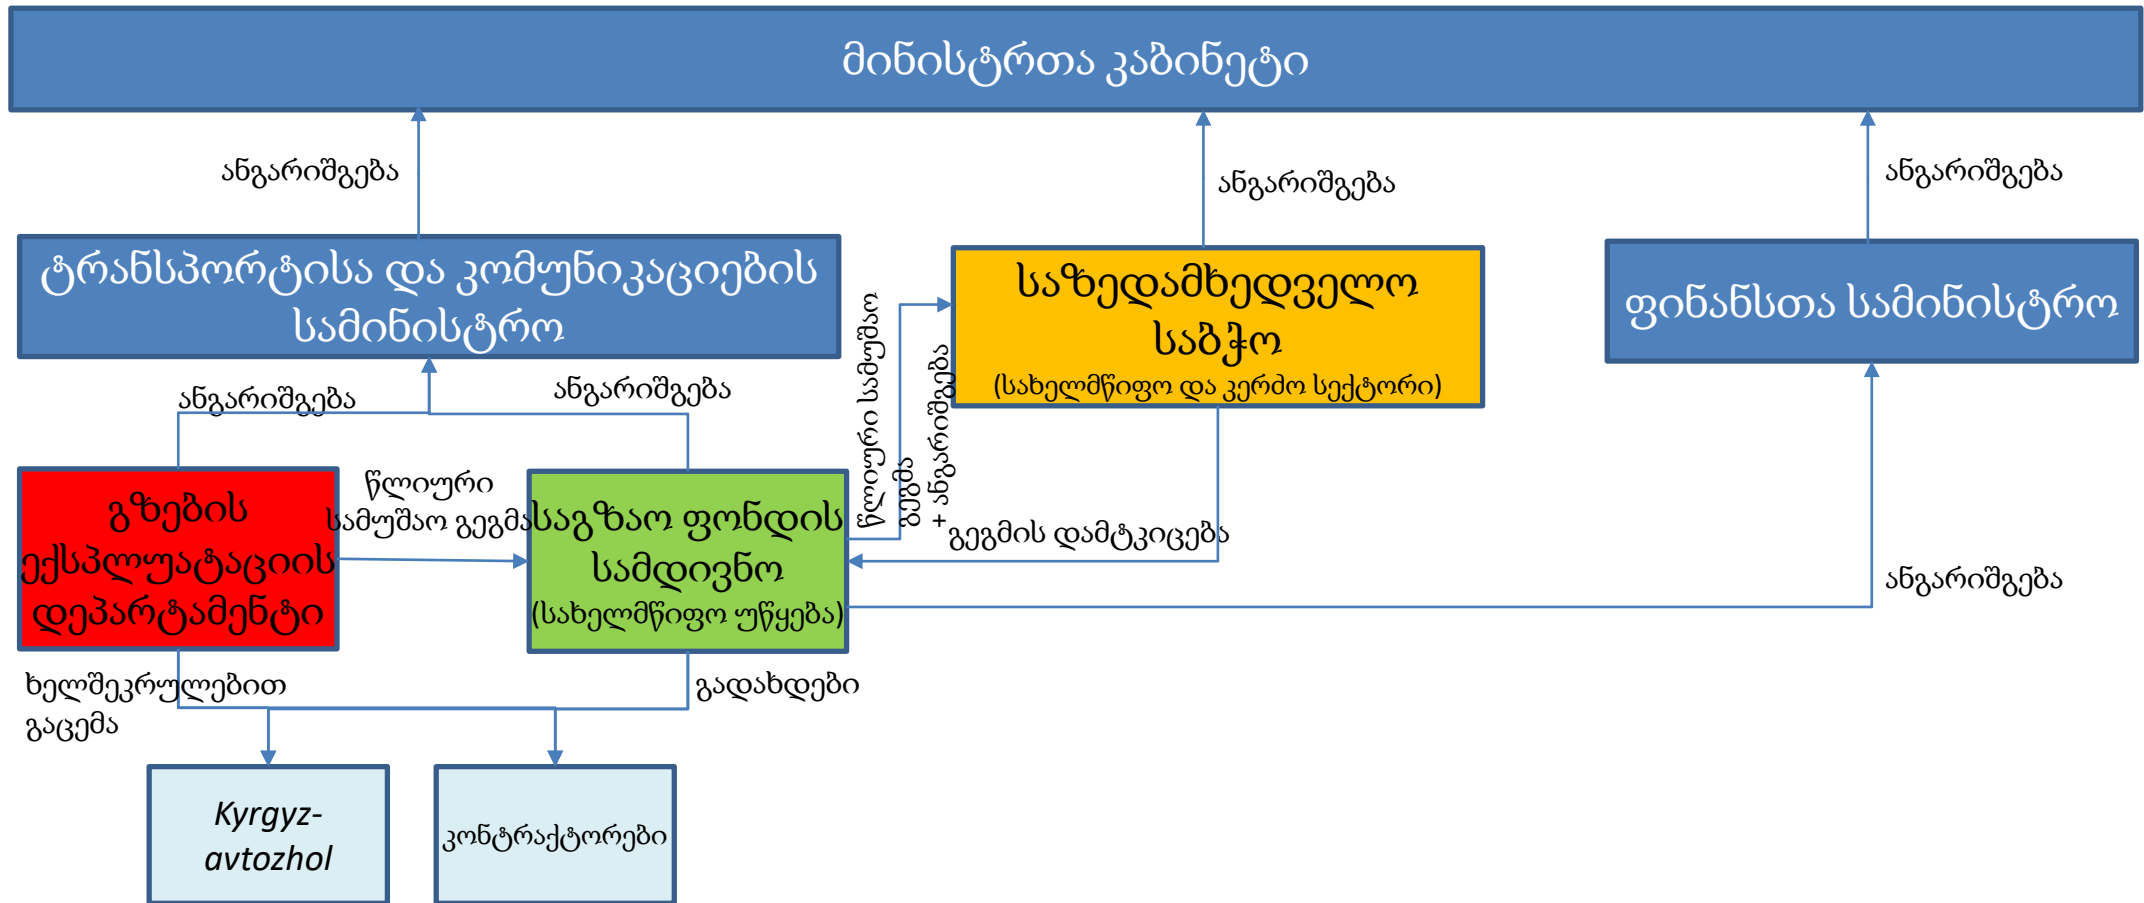 მინისტრთა კაბინეტი
ანგარიშგება
ანგარიშგება
ანგარიშგება
ტრანსპორტისა და კომუნიკაციების
სამინისტრო
საზედამხედველო
საბჭო
(სახელმწიფო და კერძო სექტორი)
ფინანსთა სამინისტრო
ანგარიშგება
ანგარიშგება
წლიური სამუშაო
გეგმა
+ ანგარიშგება
გზების
ექსპლუატაციის
დეპარტამენტი
წლიური
სამუშაო გეგმა
საგზაო ფონდის
სამდივნო
(სახელმწიფო უწყება)
გეგმის დამტკიცება
ანგარიშგება
ხელშეკრულებით
გაცემა
გადახდები
Kyrgyz-
avtozhol
კონტრაქტორები